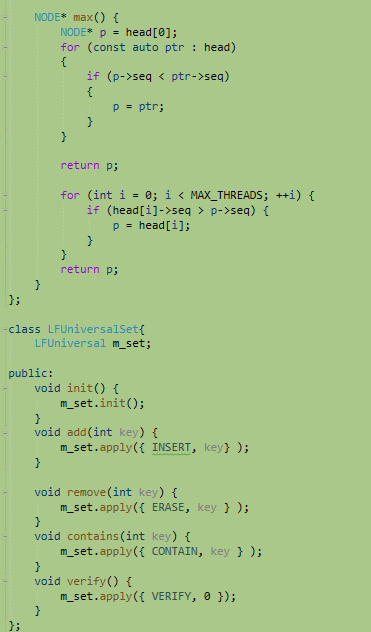 NODE* max() {
NODE* p = head[0];
for (const auto ptr : head)
{
if (p->seq < ptr->seq)
{
p = ptr;
}
}
return p;
for (int i = 0; i < MAX_THREADS; ++i) {
if (head[i]->seq > p->seq) {
p = head[i];
}
}
return p;
}
};
class LFUniversalSet{
LFUniversal m_set;
public:
void init() {
m_set.init();
}
void add(int key) {
m_set.apply({ INSERT, key} );
}
void remove(int key) {
m_set.apply({ ERASE, key } );
}
void contains(int key) {
m_set.apply({ CONTAIN, key } );
}
void verify() {
m_set.apply({ VERIFY, 0 });
}
};